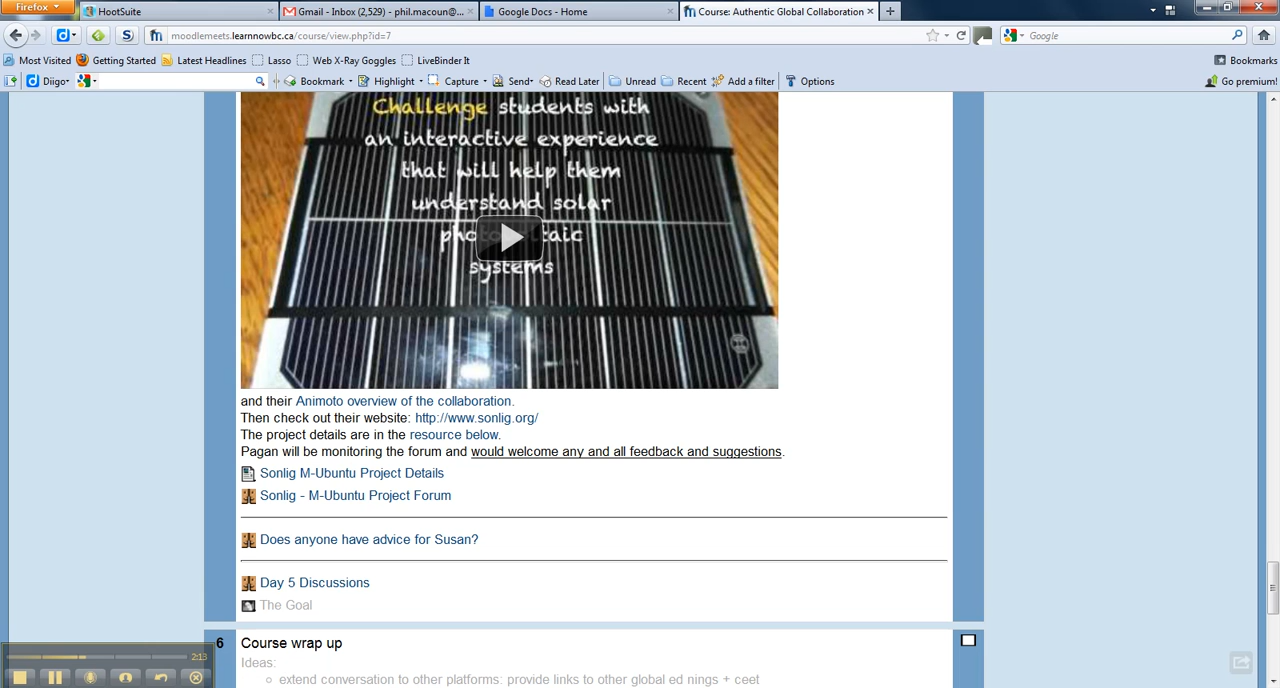 Firefox
HootSuite
Gmail - Inbox (2,529) - phil.macoun@...
Google Docs - Home
Course: Authentic Global Collaboration
moodlemeets.learnnowbc.ca/course/view.php?id=7
Google
Most Visited Getting Started Latest Headlines Lasso Web X-Ray Goggles LiveBinder It
Bookmarks
Diigo Bookmark Highlight Capture Send Read Later Unread Recent Add a filter Options
Go premium!
Challenge students with
an interactive experience
that will help them
understand solar
systems
and their Animoto overview of the collaboration.
Then check out their website: http://www.sonlig.org/
The project details are in the resource below.
Pagan will be monitoring the forum and would welcome any and all feedback and suggestions.
Sonlig M-Ubuntu Project Details
Sonlig - M-Ubuntu Project Forum
Does anyone have advice for Susan?
Day 5 Discussions
The Goal
6 Course wrap up
Ideas:
extend conversation to other platforms: provide links to other global ed nings + ceet
2:13